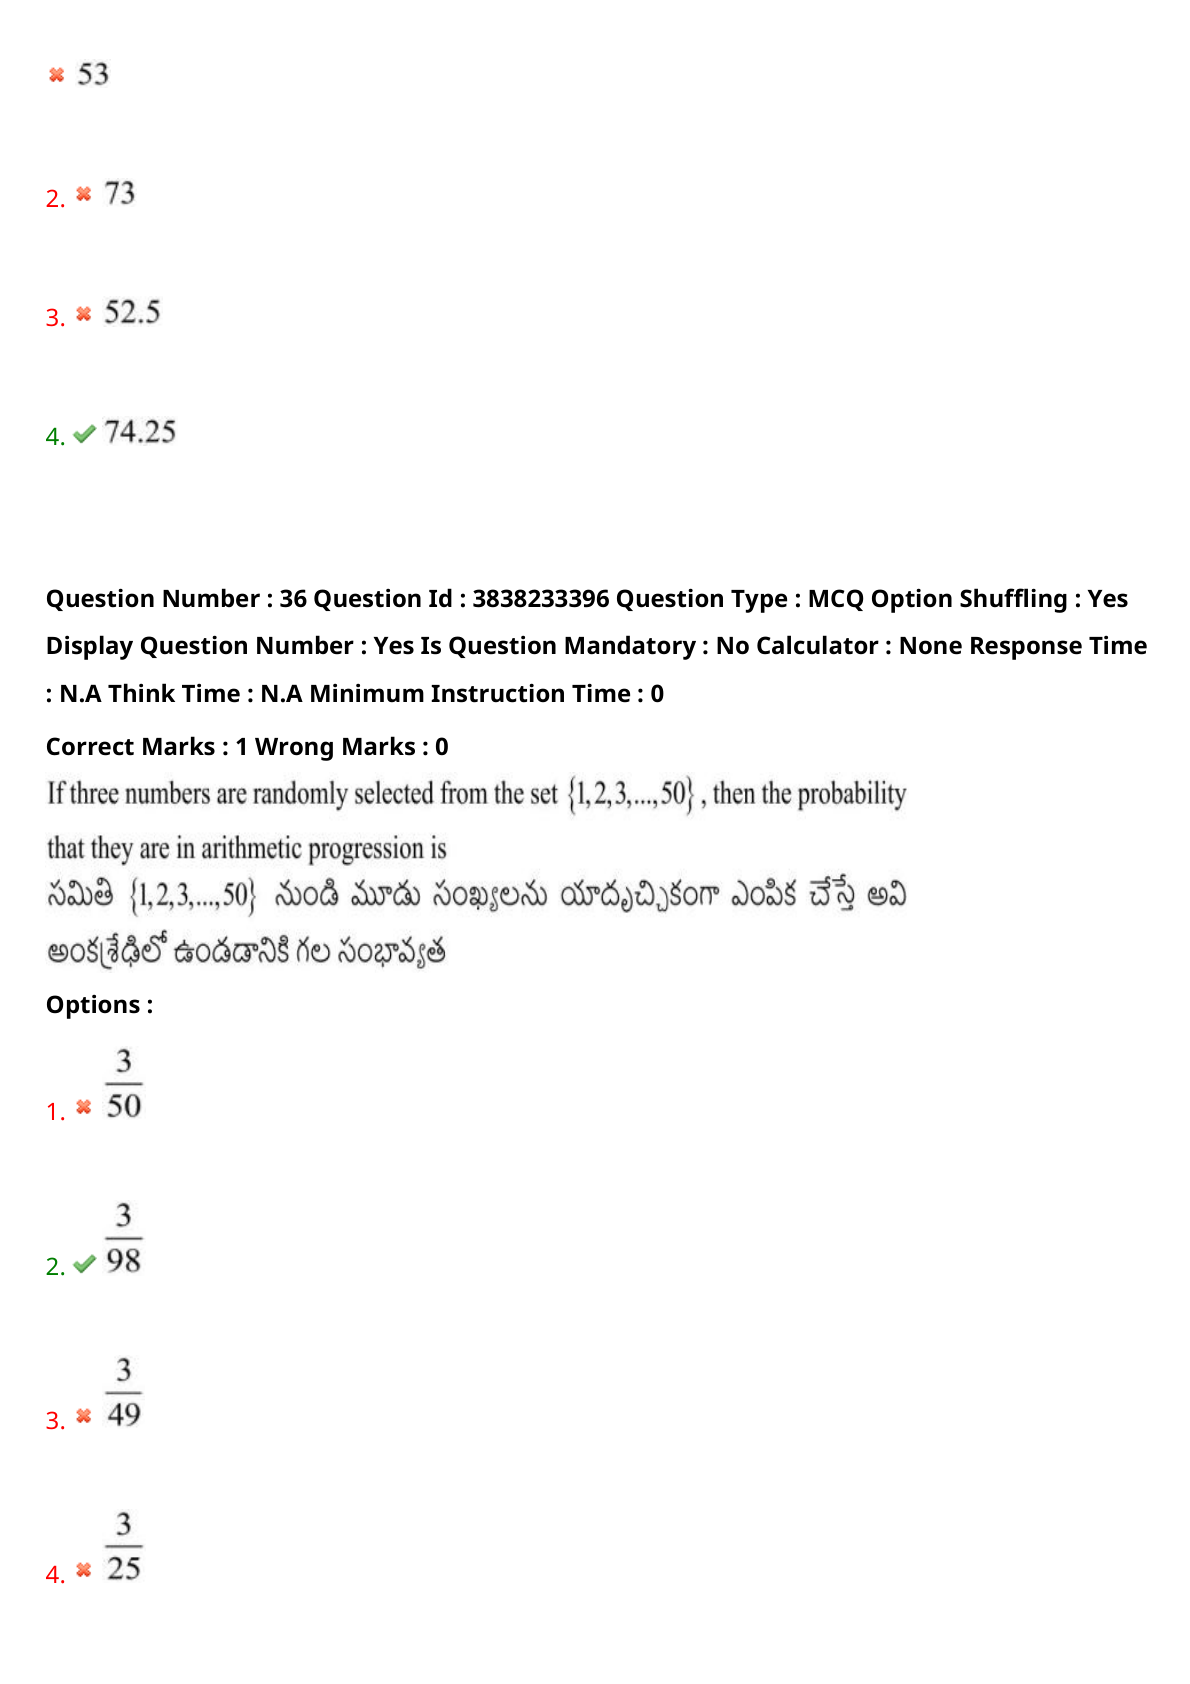 53
2. 73
3. 52.5
4. 74.25
Question Number : 36 Question Id : 3838233396 Question Type : MCQ Option Shuffling : Yes
Display Question Number : Yes Is Question Mandatory : No Calculator : None Response Time
: N.A Think Time : N.A Minimum Instruction Time : 0
Correct Marks : 1 Wrong Marks : 0
If three numbers are randomly selected from the set {1,2,3,...,50} , then the probability
that they are in arithmetic progression is
సమితి {1,2,3,...,50} నుండి మూడు సంఖ్యలను యాదృచ్ఛికంగా ఎంపిక చేస్తే అవి
అంకశ్రేఢిలో ఉండడానికి గల సంభావ్యత
Options :
1. 3/50
2. 3/98
3. 3/49
4. 3/25